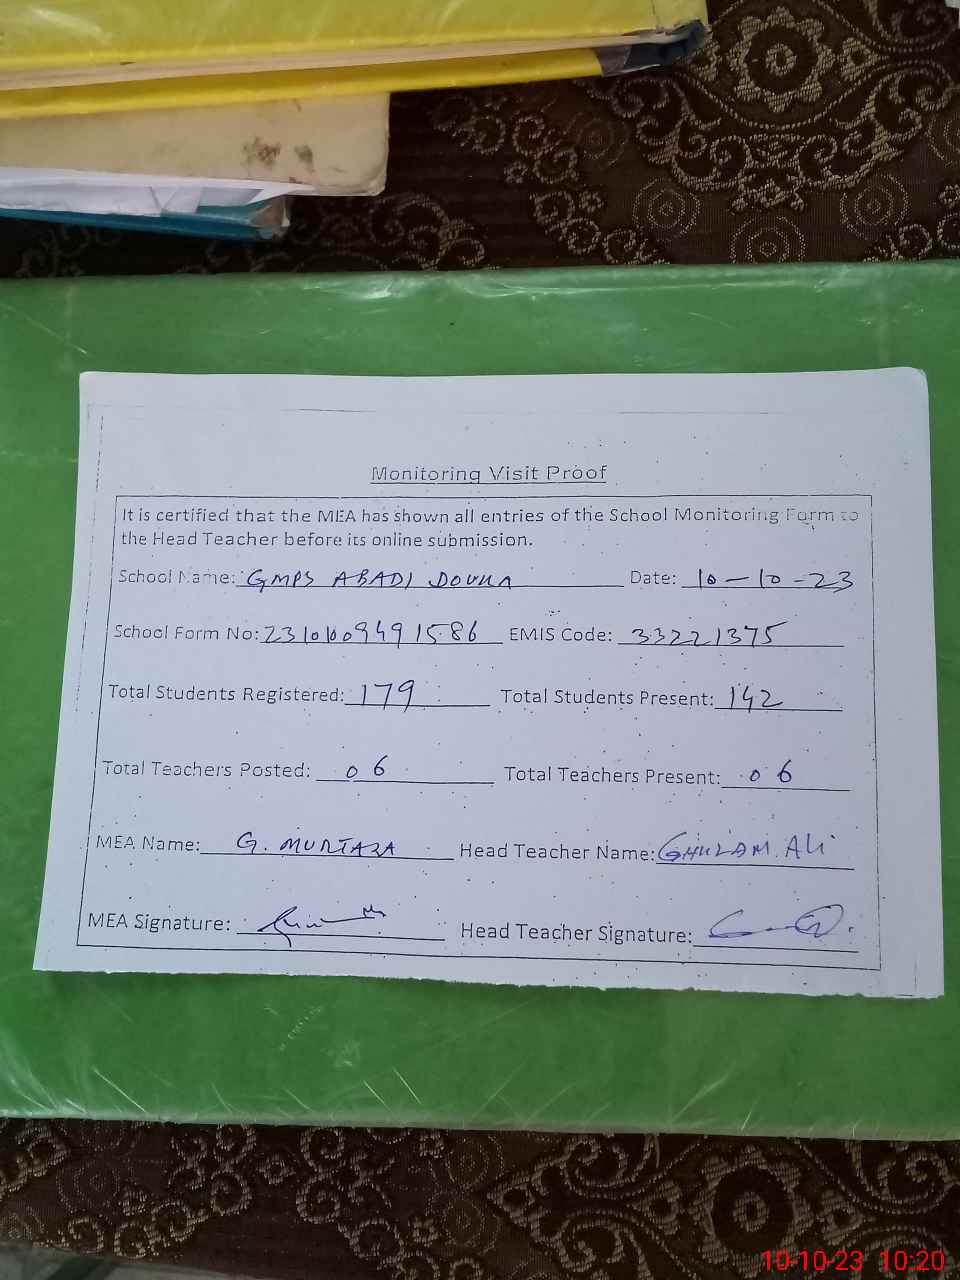 Monitoring Visit Proof
It is certified that the MEA has shown all entries of the School Monitoring Form to
the Head Teacher before its online submission.
School Name: GMPS ABADI Date: 10-10-23
School Form No: 23101009491586 EMIS Code: 33221375
Total Students Registered: 179 Total Students Present: 142
Total Teachers Posted: 06 Total Teachers Present: 06
MEA Name: G. MURTAZA Head Teacher Name: GHULAM. ALI
MEA Signature: Head Teacher Signature:
10-10-23 10:20